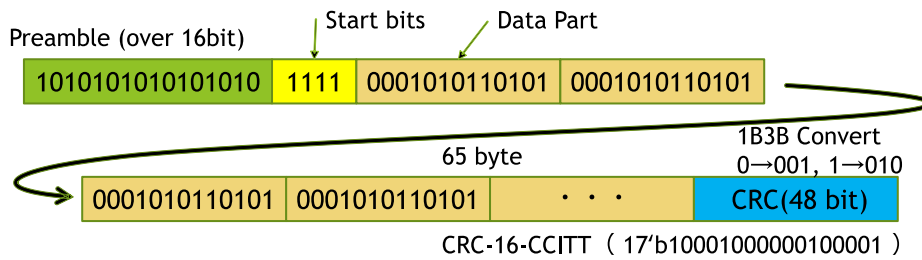 Start bits Data Part
Preamble (over 16bit)
1010101010101010 1111 0001010110101 0001010110101
1B3B Convert
65 byte 0→001, 1→010
0001010110101 0001010110101 ・・・ CRC(48 bit)
CRC-16-CCITT ( 17‘b10001000000100001)